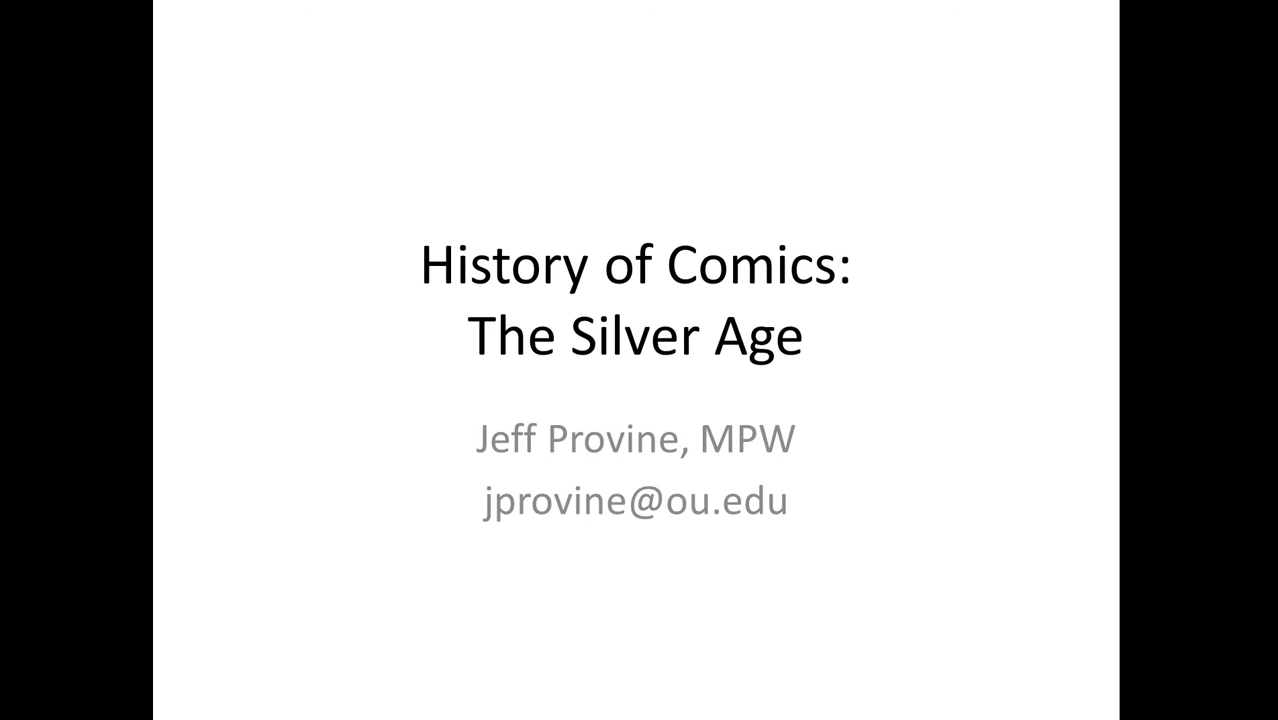 History of Comics:
The Silver Age
Jeff Provine, MPW
jprovine@ou.edu